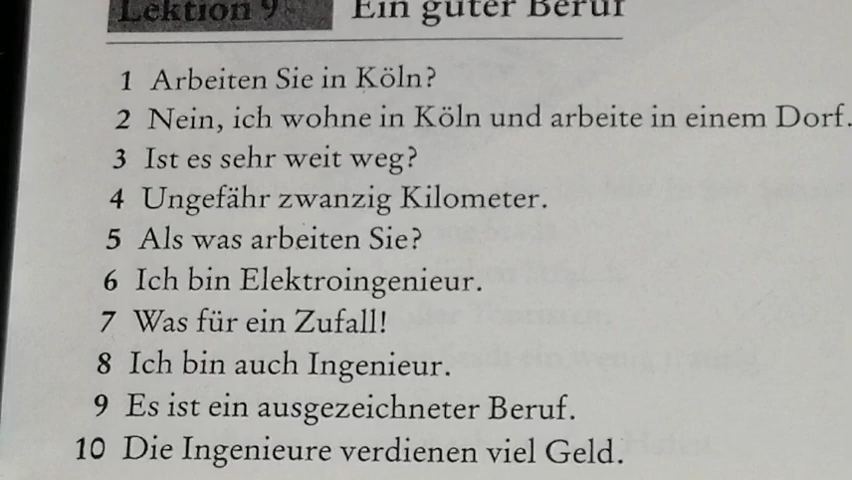 Lektion 9 Ein guter Beruf
1 Arbeiten Sie in Köln?
2 Nein, ich wohne in Köln und arbeite in einem Dorf.
3 Ist es sehr weit weg?
4 Ungefähr zwanzig Kilometer.
5 Als was arbeiten Sie?
6 Ich bin Elektroingenieur.
7 Was für ein Zufall!
8 Ich bin auch Ingenieur.
9 Es ist ein ausgezeichneter Beruf.
10 Die Ingenieure verdienen viel Geld.